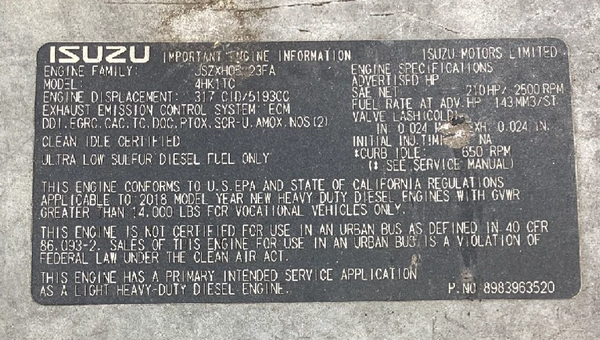 ISUZU IMPORTANT ENGINE INFORMATION ISUZU MOTORS LIMITED
ENGINE FAMILY: 23FA
MODEL: 4HK1TC
ENGINE DISPLACEMENT: 317 CID/5193CC
EXHAUST EMISSION CONTROL SYSTEM: ECM
DDI.EGRC.CAC.TC.DOC.PTOX.SCR-U.AMOX.NOS(2)
CLEAN IDLE CERTIFIED
ULTRA LOW SULFUR DIESEL FUEL ONLY
ENGINE SPECIFICATIONS
ADVERTISED HP
SAE NET: 210HP/ 2500RPM
FUEL RATE AT ADV.HP 143MM3/ST
VALVE LASH(COLD)
IN. 0.024 0.024 IN.
INITIAL INJ. NA
*CURB IDLE. 650 RPM
(* SEE SERVICE MANUAL)
THIS ENGINE CONFORMS TO U.S.EPA AND STATE OF CALIFORNIA REGULATIONS
APPLICABLE TO 2018 MODEL YEAR NEW HEAVY DUTY DIESEL ENGINES WITH GVWR
GREATER THAN 14,000 LBS FOR VOCATIONAL VEHICLES ONLY.
THIS ENGINE IS NOT CERTIFIED FOR USE IN AN URBAN BUS AS DEFINED IN 40 CFR
86.093-2. SALES OF THIS ENGINE FOR USE IN AN URBAN BUS IS A VIOLATION OF
FEDERAL LAW UNDER THE CLEAN AIR ACT.
THIS ENGINE HAS A PRIMARY INTENDED SERVICE APPLICATION
AS A LIGHT HEAVY-DUTY DIESEL ENGINE.
P.NO 8983963520